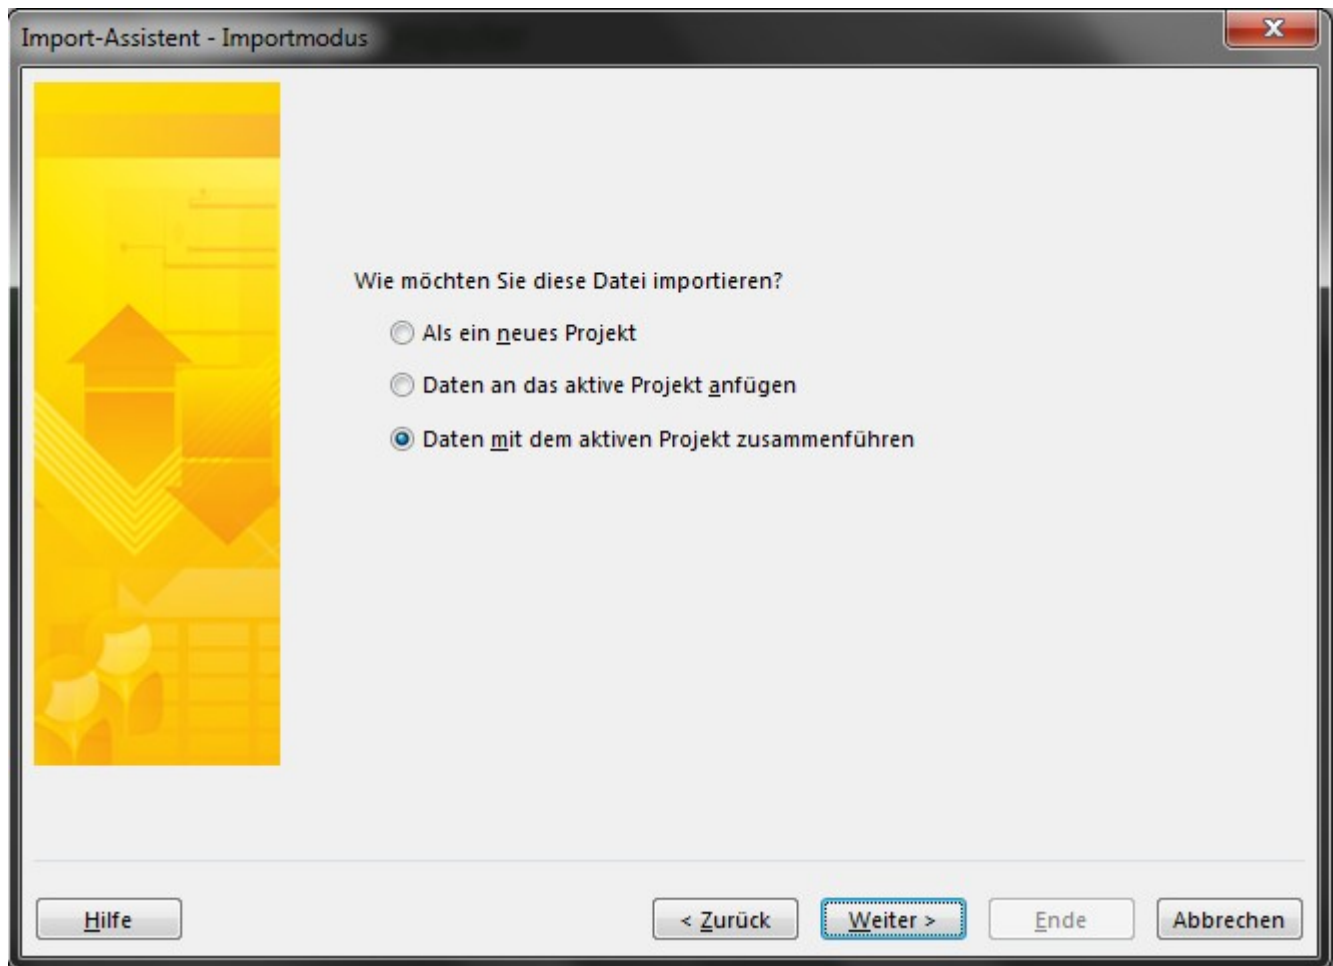 Import-Assistent - Importmodus
Wie möchten Sie diese Datei importieren?
Als ein neues Projekt
Daten an das aktive Projekt anfügen
Daten mit dem aktiven Projekt zusammenführen
Hilfe
< Zurück
Weiter >
Ende
Abbrechen